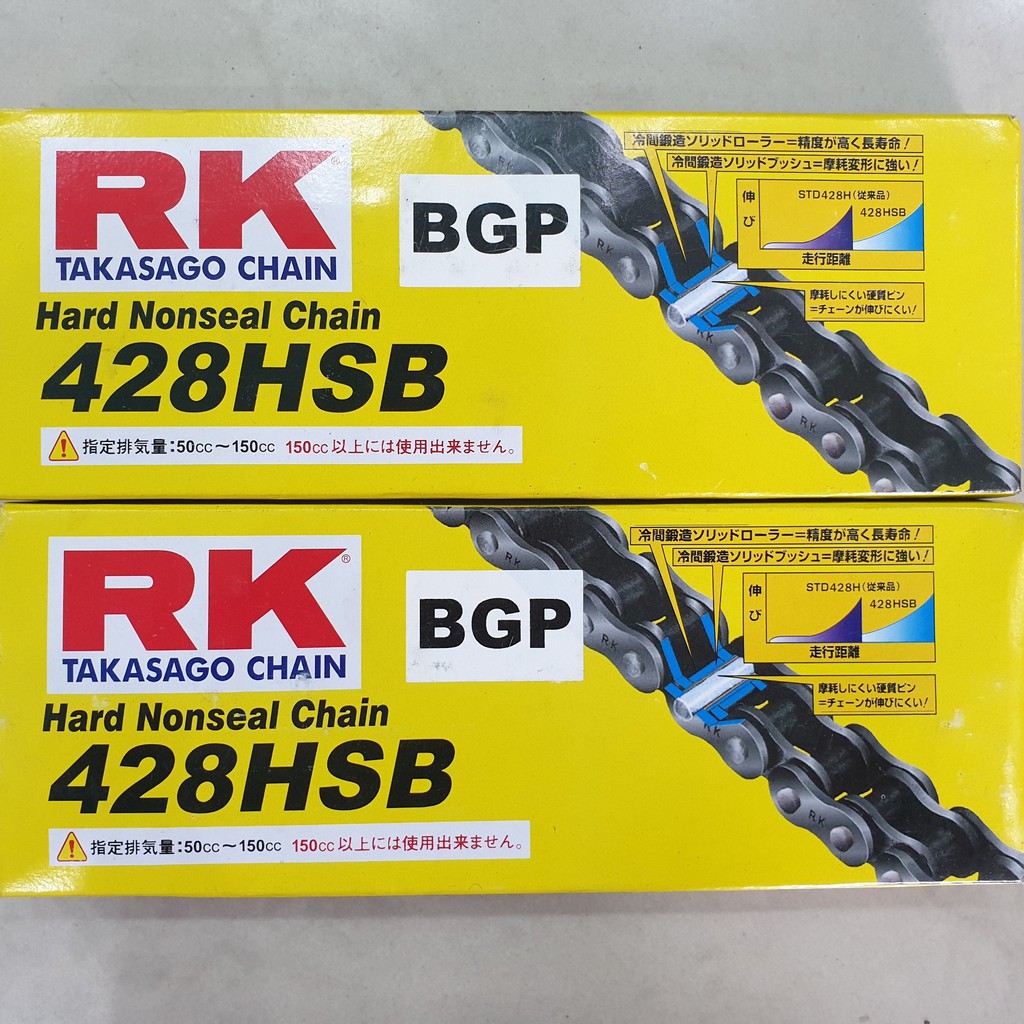 RK®
TAKASAGO CHAIN
BGP
Hard Nonseal Chain
428HSB
指定排気量:50cc~150cc 150cc以上には使用出来ません。
冷間鍛造ソリッドローラー=精度が高く長寿命!
冷間鍛造ソリッドブッシュ=摩耗変形に強い!
伸び
STD428H(従来品)
428HSB
走行距離
摩耗しにくい硬質ピン
=チェーンが伸びにくい!
RK
RK
RK
RK®
TAKASAGO CHAIN
BGP
Hard Nonseal Chain
428HSB
指定排気量:50cc~150cc 150cc以上には使用出来ません。
冷間鍛造ソリッドローラー=精度が高く長寿命!
冷間鍛造ソリッドブッシュ=摩耗変形に強い!
伸び
STD428H(従来品)
428HSB
走行距離
摩耗しにくい硬質ピン
=チェーンが伸びにくい!
RK
RK
RK
RK